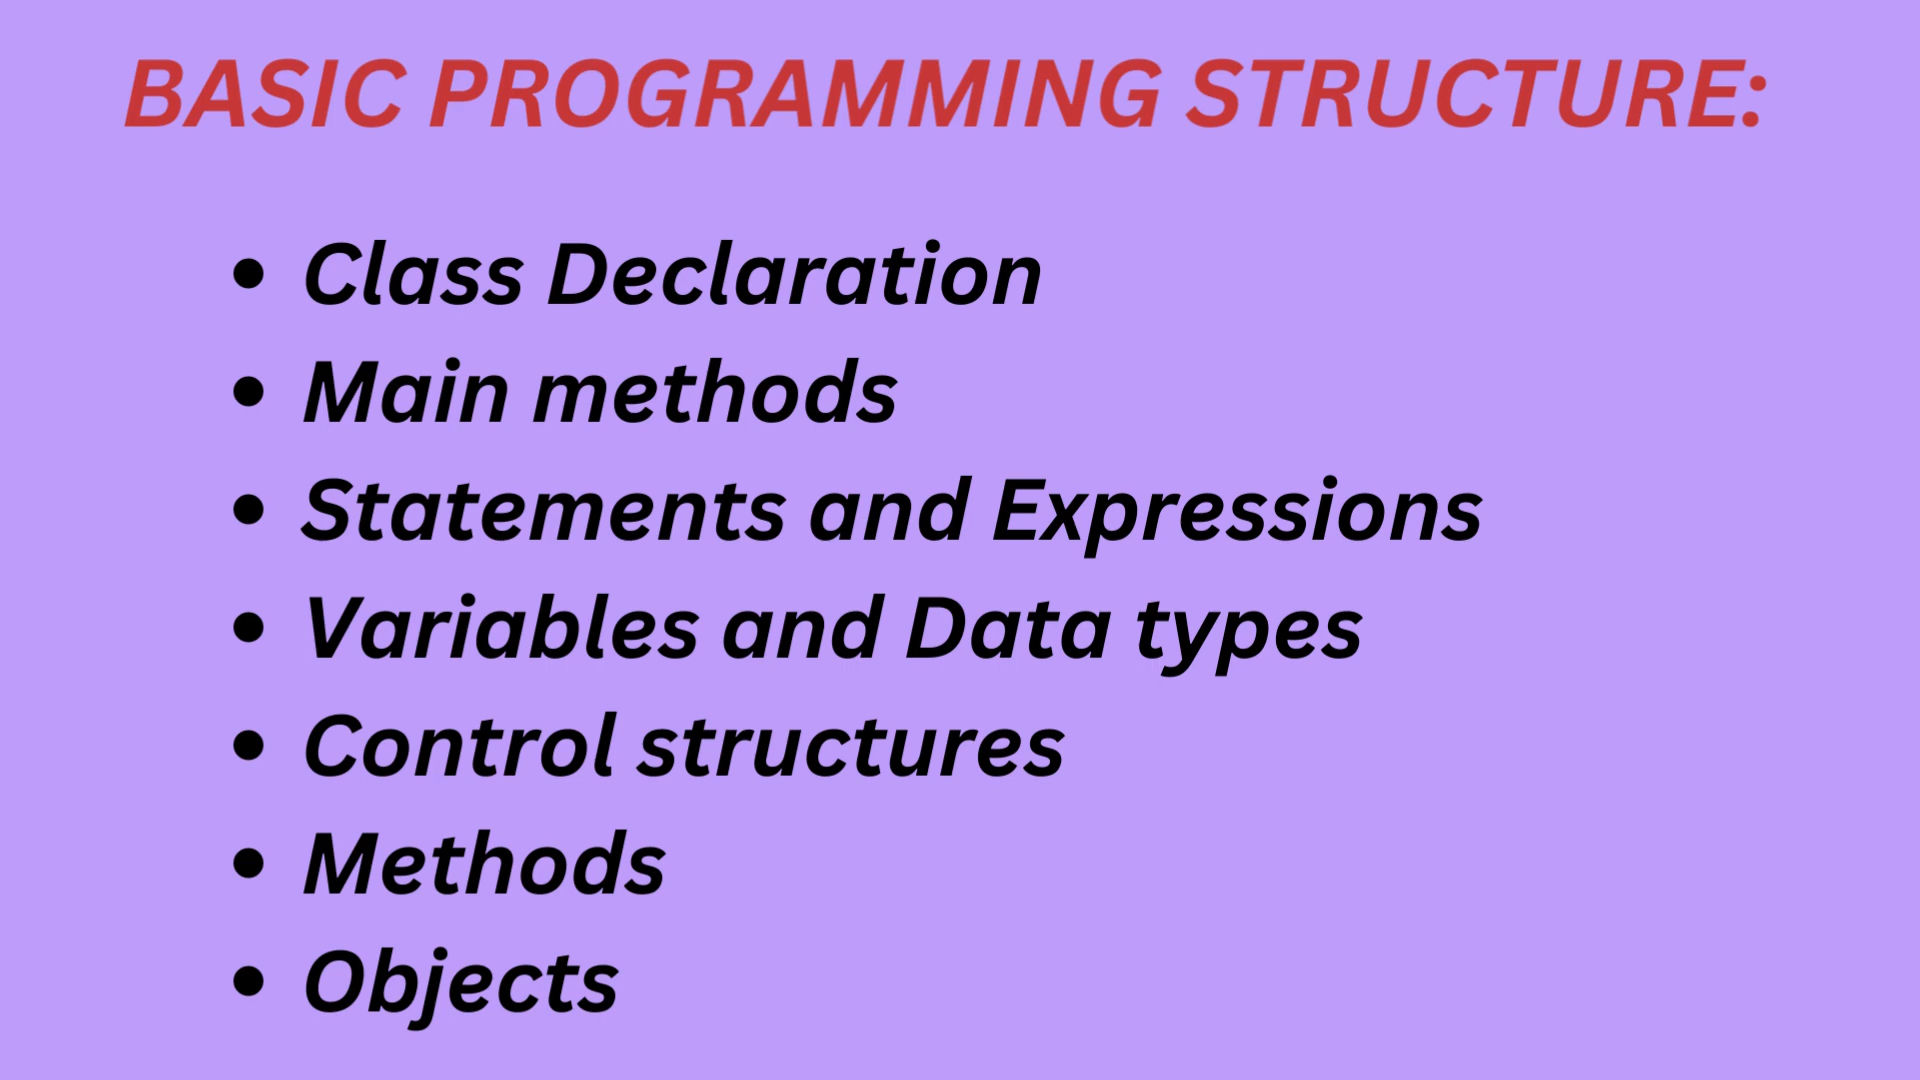 BASIC PROGRAMMING STRUCTURE:
• Class Declaration
• Main methods
• Statements and Expressions
• Variables and Data types
• Control structures
• Methods
• Objects